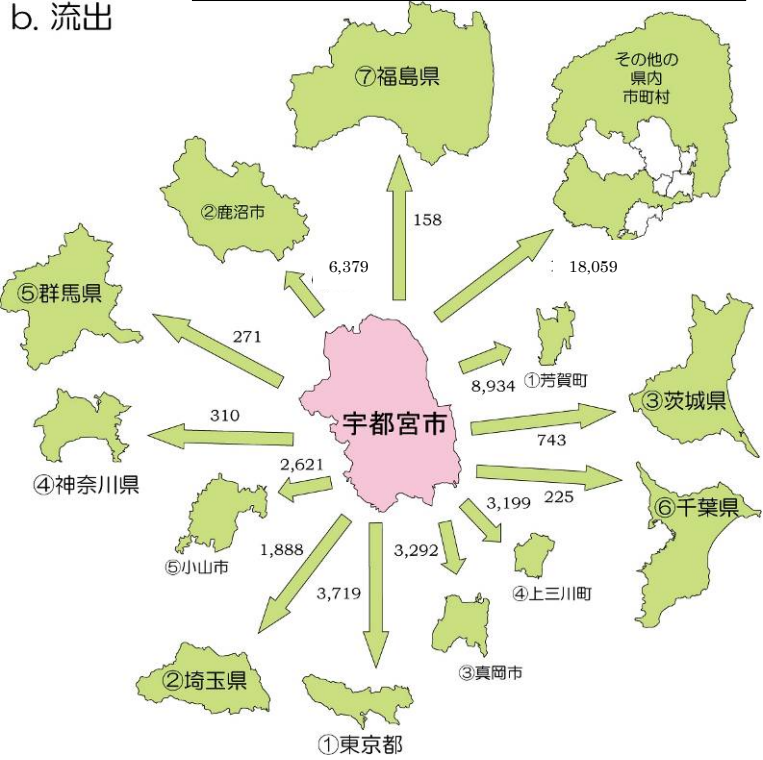 b. 流出
⑦福島県
その他の
県内
市町村
②鹿沼市
158
6,379
18,059
⑤群馬県
271
8,934
①芳賀町
③茨城県
310
宇都宮市
743
④神奈川県
2,621
225
⑥千葉県
3,199
⑤小山市
1,888
3,292
④上三川町
3,719
③真岡市
②埼玉県
①東京都